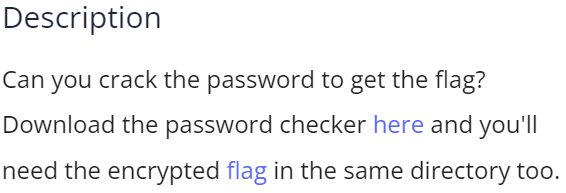 Description
Can you crack the password to get the flag?
Download the password checker here and you'll
need the encrypted flag in the same directory too.